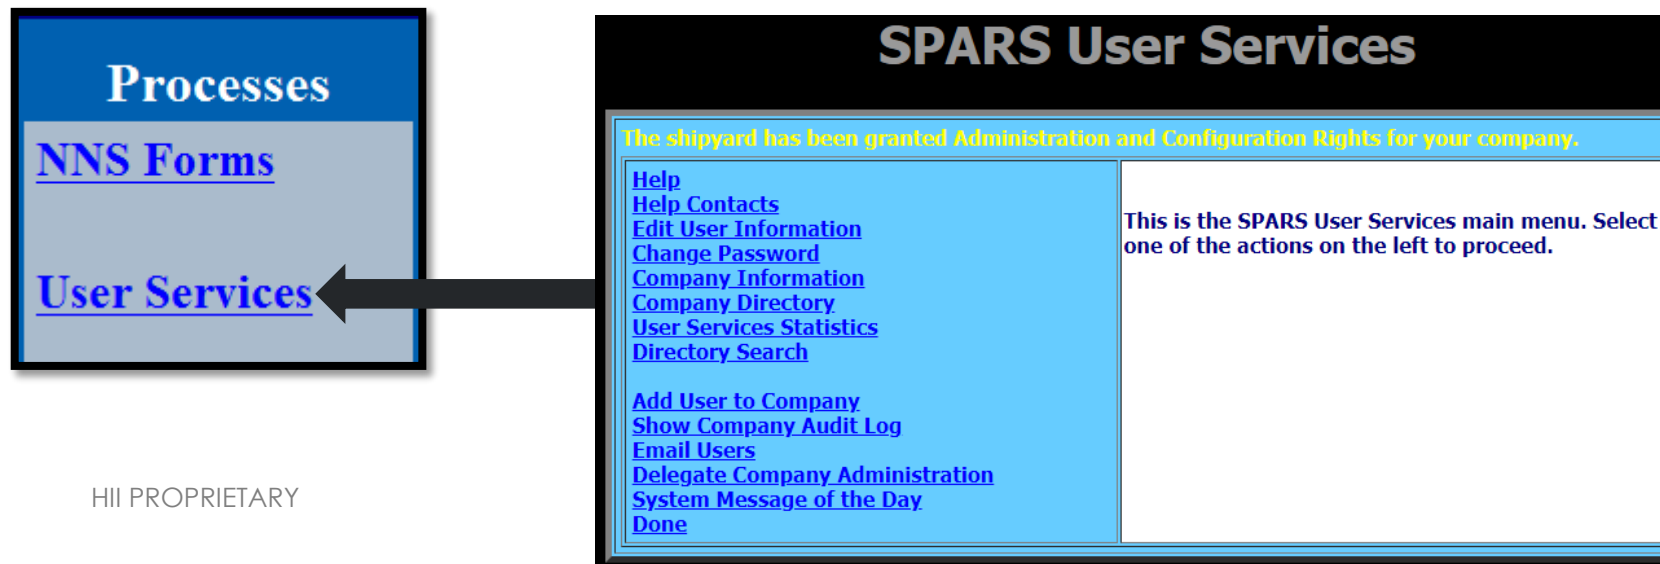 Processes
NNS Forms
User Services
HII PROPRIETARY
SPARS User Services
The shipyard has been granted Administration and Configuration Rights for your company.
Help
Help Contacts
Edit User Information
Change Password
Company Information
Company Directory
User Services Statistics
Directory Search
Add User to Company
Show Company Audit Log
Email Users
Delegate Company Administration
System Message of the Day
Done
This is the SPARS User Services main menu. Select
one of the actions on the left to proceed.